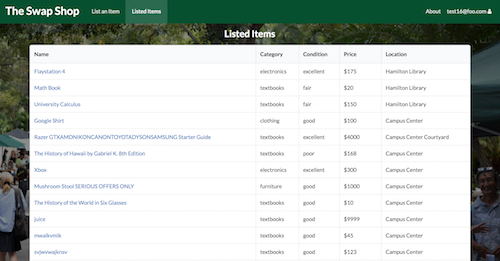 The Swap Shop List an Item Listed Items About test16@foo.com
Listed Items
Name Category Condition Price Location
Playstation 4 electronics excellent $175 Hamilton Library
Math Book textbooks fair $20 Hamilton Library
University Calculus textbooks fair $150 Hamilton Library
Google Shirt clothing good $100 Campus Center
Razer GTXAMDNIKONCANONTOYOTADYSONSAMSUNG Starter Guide textbooks excellent $4000 Campus Center Courtyard
The History of Hawaii by Gabriel K. 8th Edition textbooks poor $168 Campus Center
Xbox electronics excellent $300 Campus Center
Mushroom Stool SERIOUS OFFERS ONLY furniture good $1000 Campus Center
The History of the World in Six Glasses textbooks good $10 Campus Center
juice textbooks good $9999 Campus Center
textbooks good $45 Campus Center
textbooks good $123 Campus Center